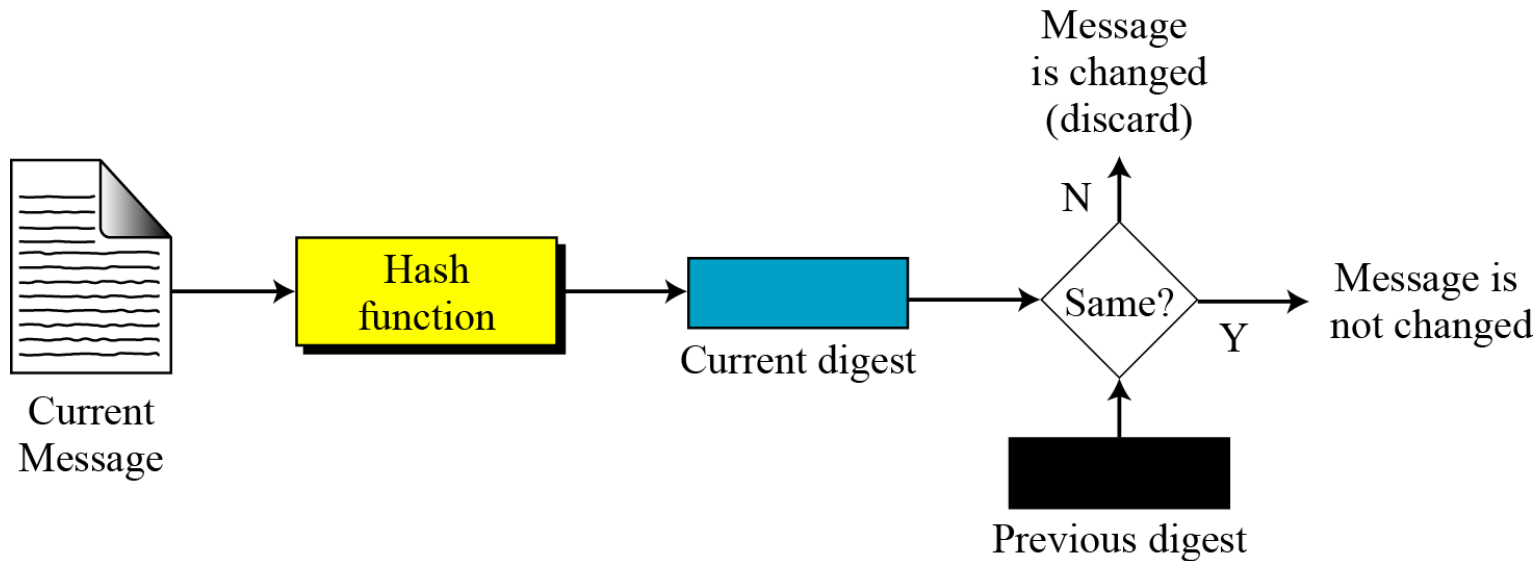 Message
is changed
(discard)
N
Hash
function
Same?
Message is
not changed
Y
Current digest
Current
Message
Previous digest